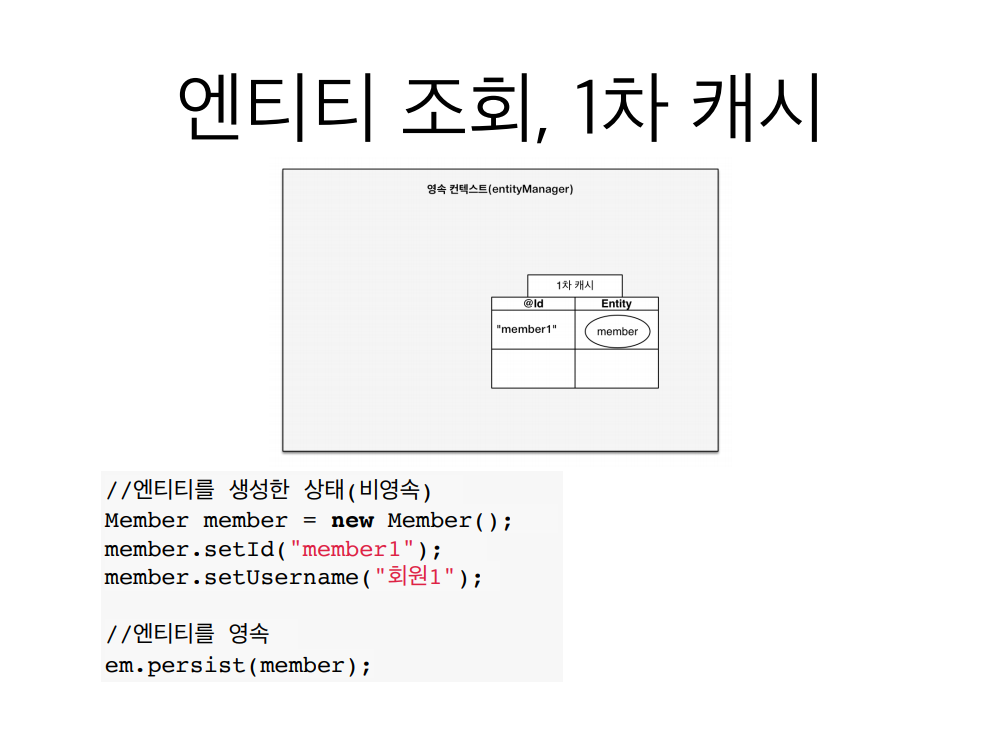 엔티티 조회, 1차 캐시
영속 컨텍스트(entityManager)
1차 캐시
@Id Entity
"member1" member
//엔티티를 생성한 상태(비영속)
Member member = new Member();
member.setId("member1");
member.setUsername("회원1");
//엔티티를 영속
em.persist(member);